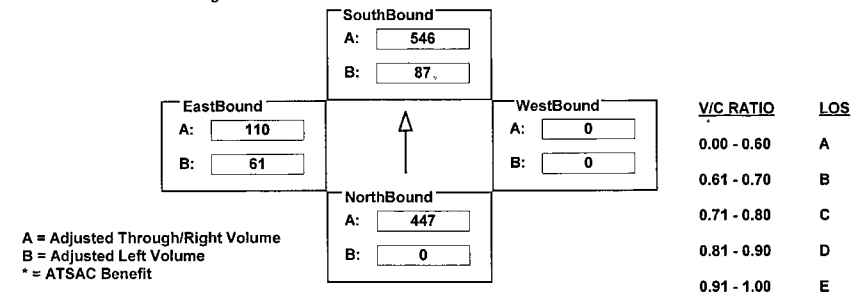 SouthBound
A: 546
B: 87
EastBound
A: 110
B: 61
WestBound
A: 0
B: 0
NorthBound
A: 447
B: 0
A = Adjusted Through/Right Volume
B = Adjusted Left Volume
* = ATSAC Benefit
V/C RATIO LOS
0.00 - 0.60 A
0.61 - 0.70 B
0.71 - 0.80 C
0.81 - 0.90 D
0.91 - 1.00 E